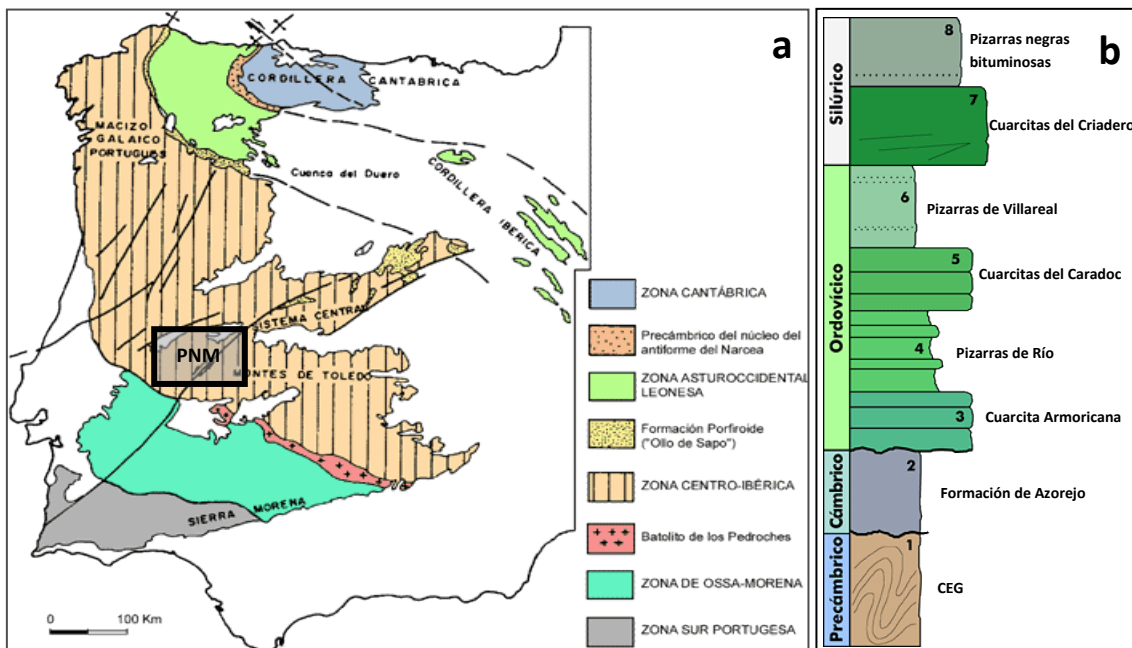 a
CORDILLERA CANTABRICA
MACIZO
GALAICO
PORTUGUES
Cuenca del Duero
CORDILLERA IBERICA
SISTEMA CENTRAL
PNM
MONTES DE TOLEDO
SIERRA MORENA
0 100 Km
ZONA CANTÁBRICA
Precámbrico del núcleo del
antiforme del Narcea
ZONA ASTUROCCIDENTAL
LEONESA
Formación Porfiroide
("Ollo de Sapo")
ZONA CENTRO-IBÉRICA
Batolito de los Pedroches
ZONA DE OSSA-MORENA
ZONA SUR PORTUGESA
b
Silúrico
8
Pizarras negras
bituminosas
7
Cuarcitas del Criadero
Ordovícico
6
Pizarras de Villareal
5
Cuarcitas del Caradoc
4
Pizarras de Río
3
Cuarcita Armoricana
Cámbrico
2
Formación de Azorejo
Precámbrico
1
CEG